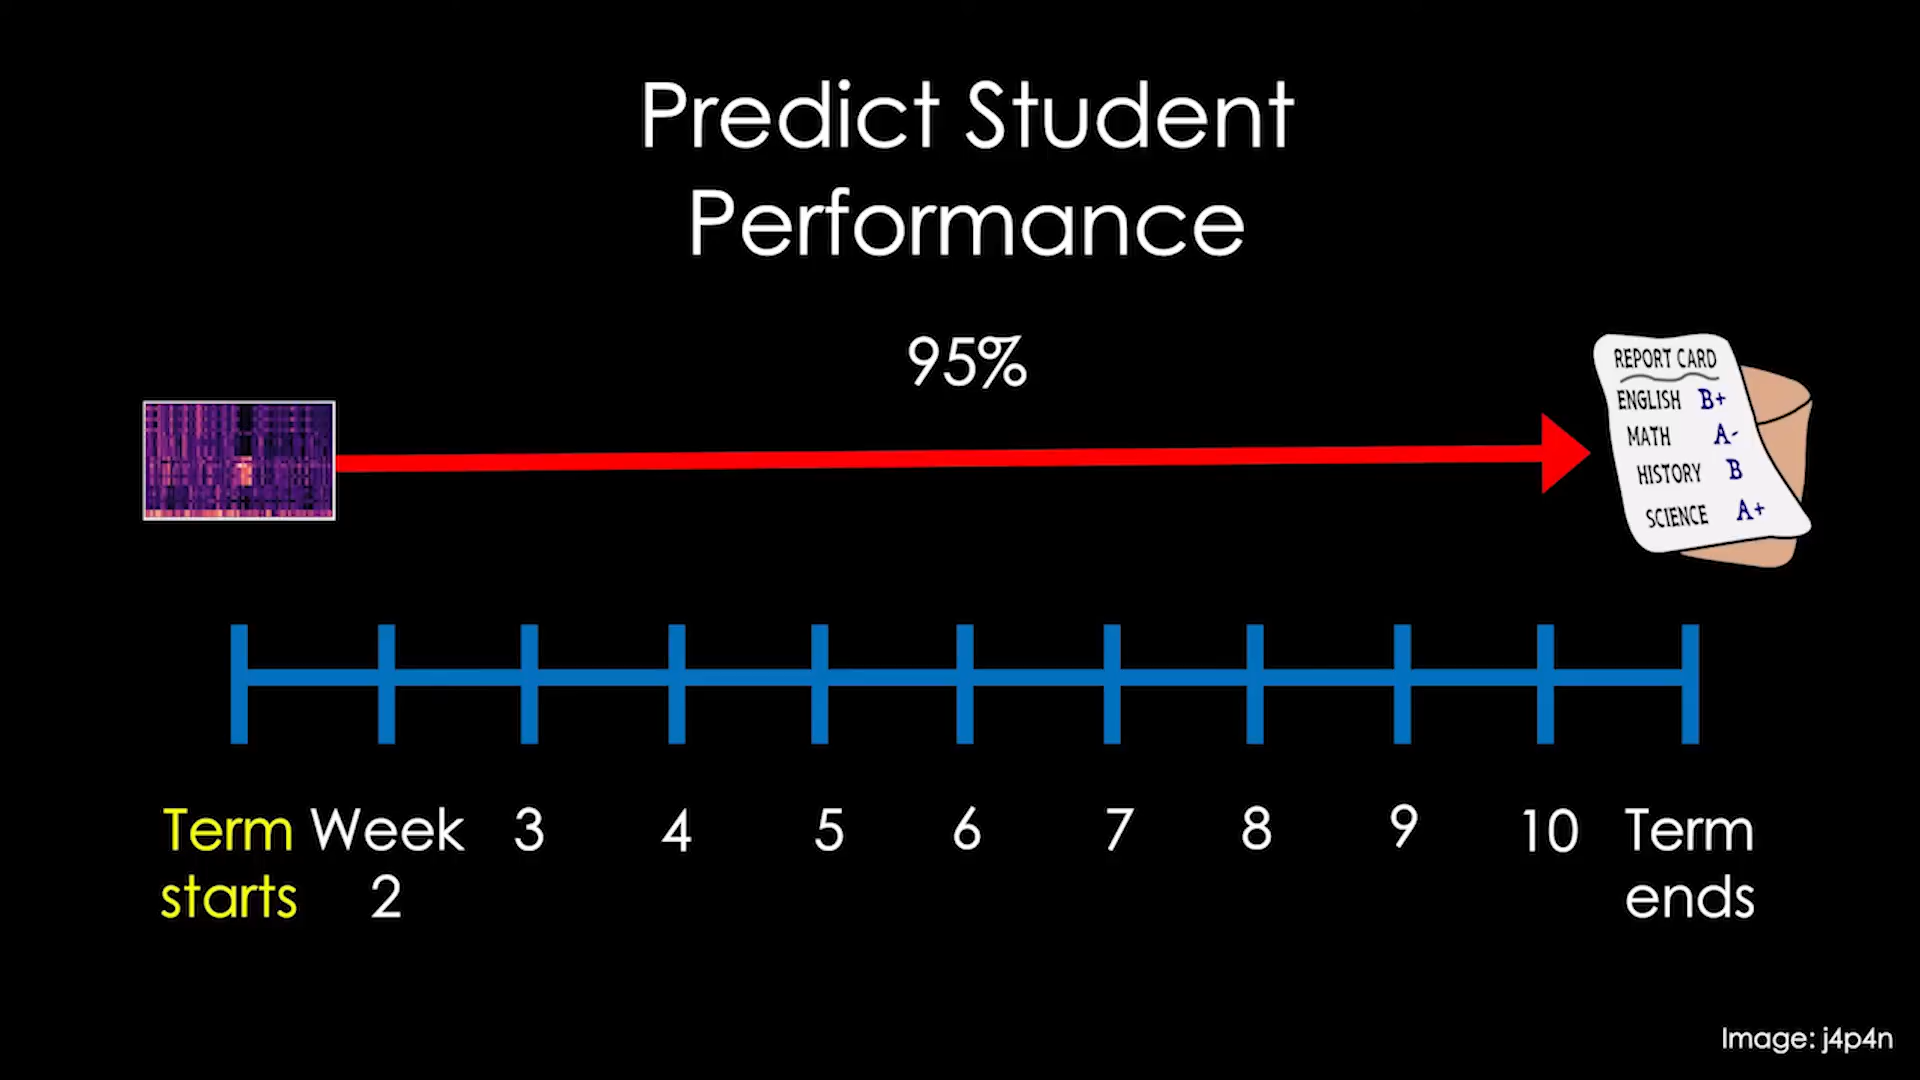 Predict Student
Performance
95%
REPORT CARD
ENGLISH B+
MATH A-
HISTORY B
SCIENCE A+
Term Week 3 4 5 6 7 8 9 10 Term
starts 2 ends
Image: j4p4n